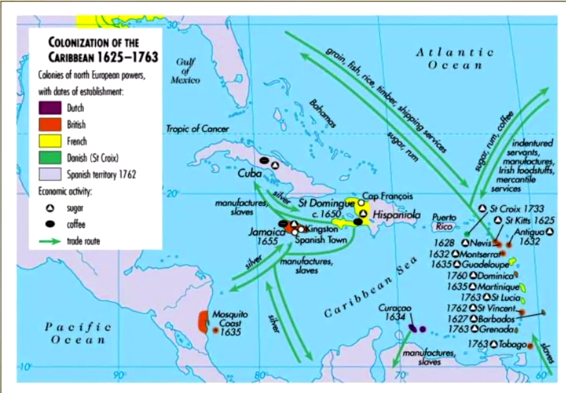 COLONIZATION OF THE
CARIBBEAN 1625–1763
Colonies of north European powers,
with dates of establishment:
Dutch
British
French
Danish (St Croix)
Spanish territory 1762
Economic activity:
sugar
coffee
trade route
30
Gulf
of
Mexico
Atlantic
Ocean
Bahamas
Tropic of Cancer
grain, fish, rice, timber, shipping services
sugar, rum
sugar, rum, coffee
indentured
servants,
manufactures,
Irish foodstuffs,
mercantile
services
Cuba
20
silver
manufactures,
slaves
St Domingue
c.1650
Cap François
Hispaniola
Jamaica
1655
Kingston
Spanish Town
Puerto
Rico
St Croix 1733
St Kitts 1625
Antigua
1632
1628 Nevis
1632 Montserrat
1635 Guadeloupe
1760 Dominica
1635 Martinique
1763 St Lucia
1762 St Vincent
1627 Barbados
1763 Grenada
1763 Tobago
silver
manufactures,
slaves
silver
Caribbean Sea
Mosquito
Coast
1635
Curaçao
1634
manufactures,
slaves
slaves
Pacific
Ocean
10
90°
80°
70°
60°